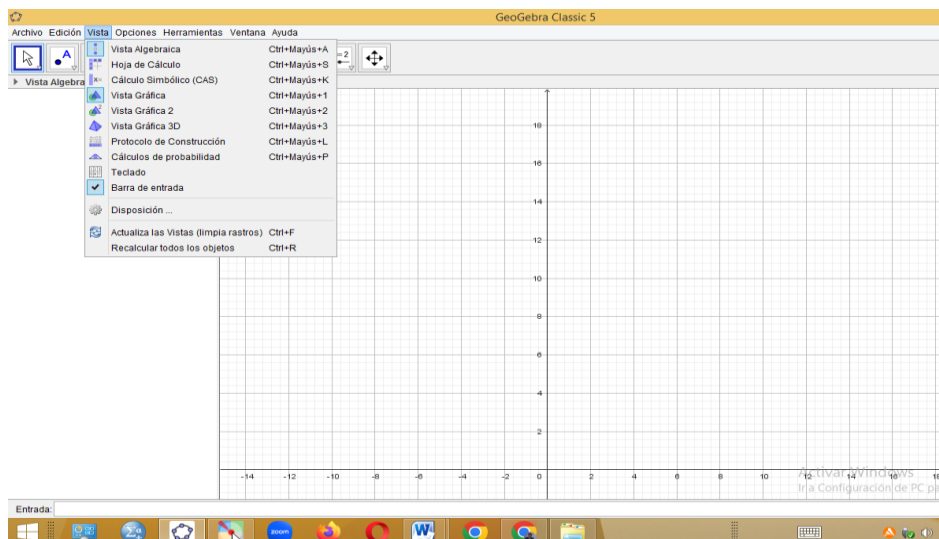 GeoGebra Classic 5
Archivo Edición Vista Opciones Herramientas Ventana Ayuda
A
=2
Vista Algebra
Vista Algebraica Ctrl+Mayús+A
Hoja de Cálculo Ctrl+Mayús+S
Cálculo Simbólico (CAS) Ctrl+Mayús+K
Vista Gráfica Ctrl+Mayús+1
Vista Gráfica 2 Ctrl+Mayús+2
Vista Gráfica 3D Ctrl+Mayús+3
Protocolo de Construcción Ctrl+Mayús+L
Cálculos de probabilidad Ctrl+Mayús+P
Teclado
Barra de entrada
Disposición ...
Actualiza las Vistas (limpia rastros) Ctrl+F
Recalcular todos los objetos Ctrl+R
18
16
14
12
10
8
6
4
2
-14 -12 -10 -8 -6 -4 -2 0 2 4 6 8 10 12 14 16 18
Activar Windows
Ir a Configuración de PC pa
Entrada:
zoom
W